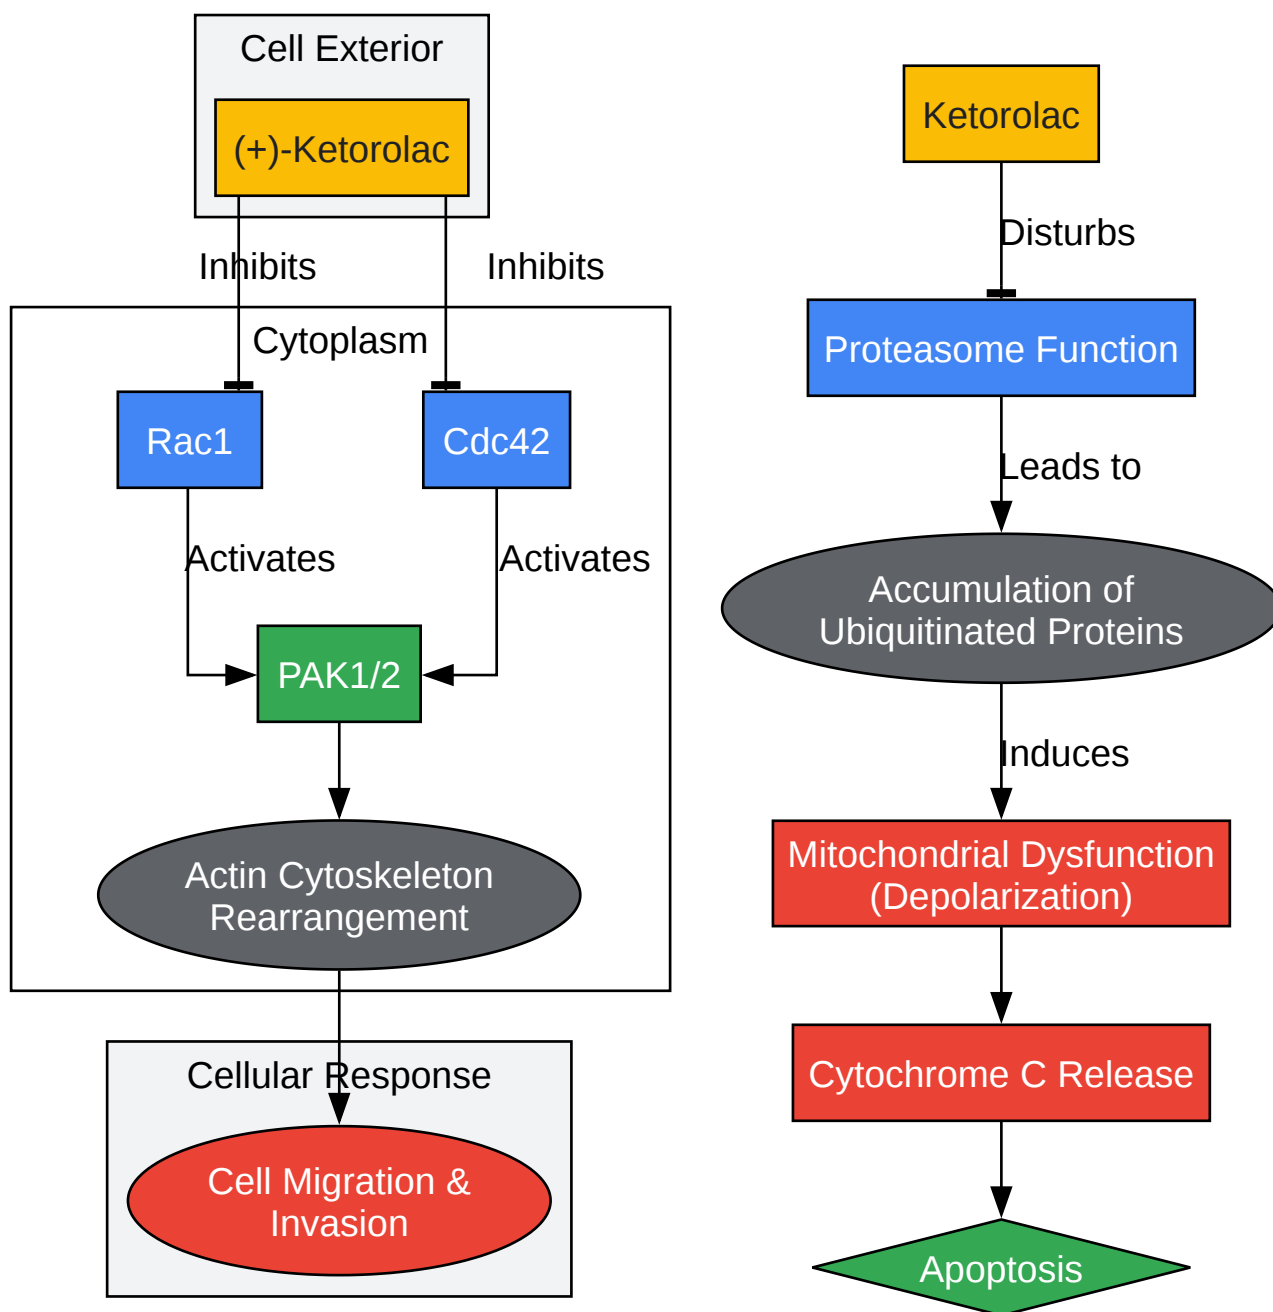 Cell Exterior
(+)-Ketorolac
Inhibits
Inhibits
Cytoplasm
Rac1
Cdc42
Activates
Activates
PAK1/2
Actin Cytoskeleton
Rearrangement
Cellular Response
Cell Migration &
Invasion
Ketorolac
Disturbs
Proteasome Function
Leads to
Accumulation of
Ubiquitinated Proteins
Induces
Mitochondrial Dysfunction
(Depolarization)
Cytochrome C Release
Apoptosis